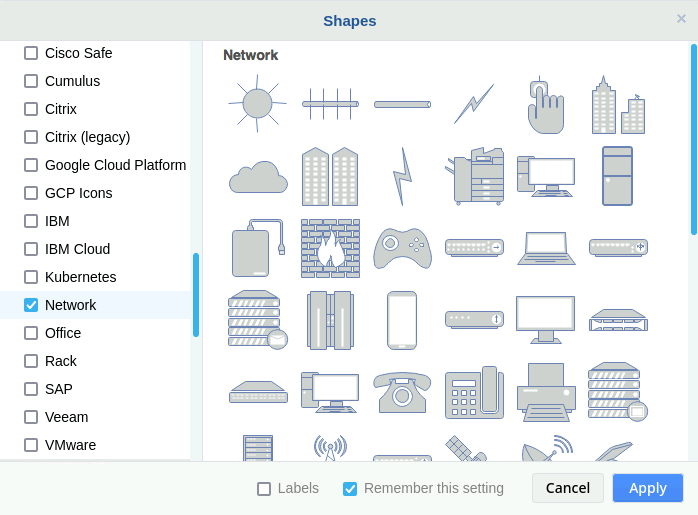 Shapes
×
Cisco Safe
Cumulus
Citrix
Citrix (legacy)
Google Cloud Platform
GCP Icons
IBM
IBM Cloud
Kubernetes
Network
Office
Rack
SAP
Veeam
VMware
Network
Labels
Remember this setting
Cancel
Apply